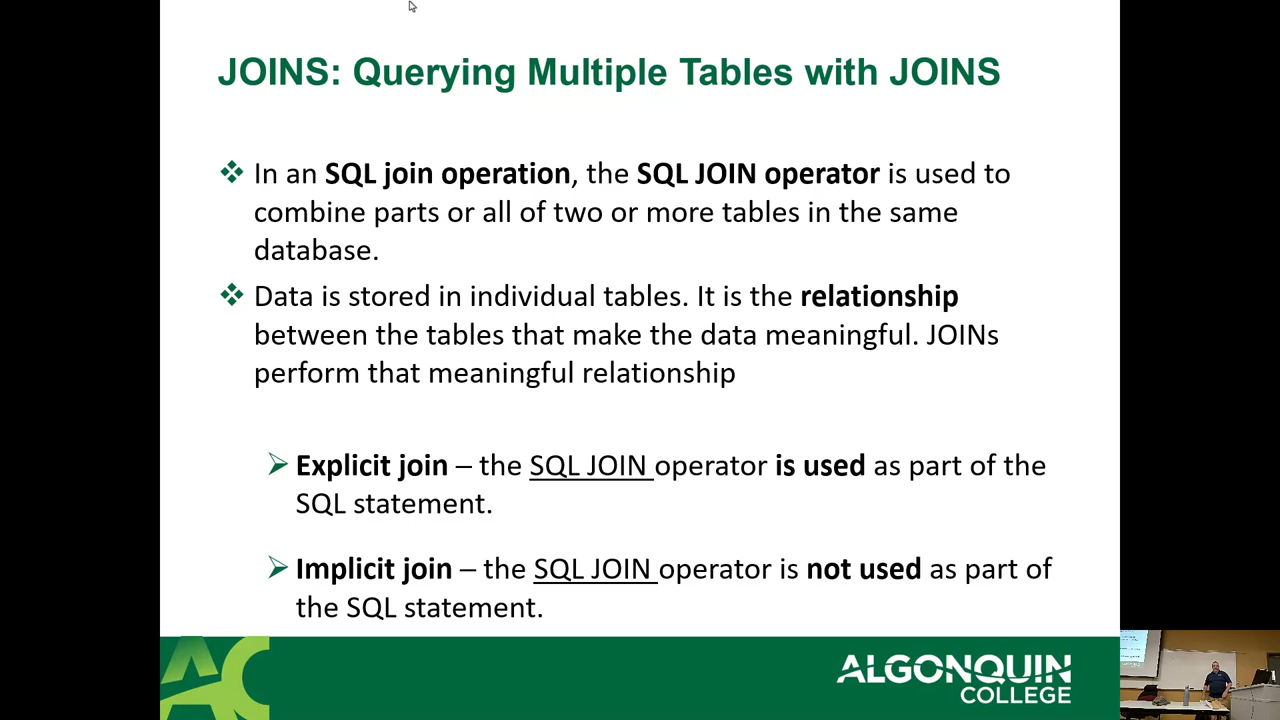 JOINS: Querying Multiple Tables with JOINS
In an SQL join operation, the SQL JOIN operator is used to
combine parts or all of two or more tables in the same
database.
Data is stored in individual tables. It is the relationship
between the tables that make the data meaningful. JOINs
perform that meaningful relationship
Explicit join – the SQL JOIN operator is used as part of the
SQL statement.
Implicit join – the SQL JOIN operator is not used as part of
the SQL statement.
AC
ALGONQUIN
COLLEGE